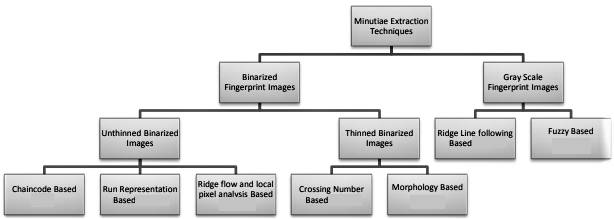 Minutiae Extraction
Techniques
Binarized
Fingerprint Images
Gray Scale
Fingerprint Images
Unthinned Binarized
Images
Thinned Binarized
Images
Ridge Line following
Based
Fuzzy Based
Chaincode Based
Run Representation
Based
Ridge flow and local
pixel analysis Based
Crossing Number
Based
Morphology Based